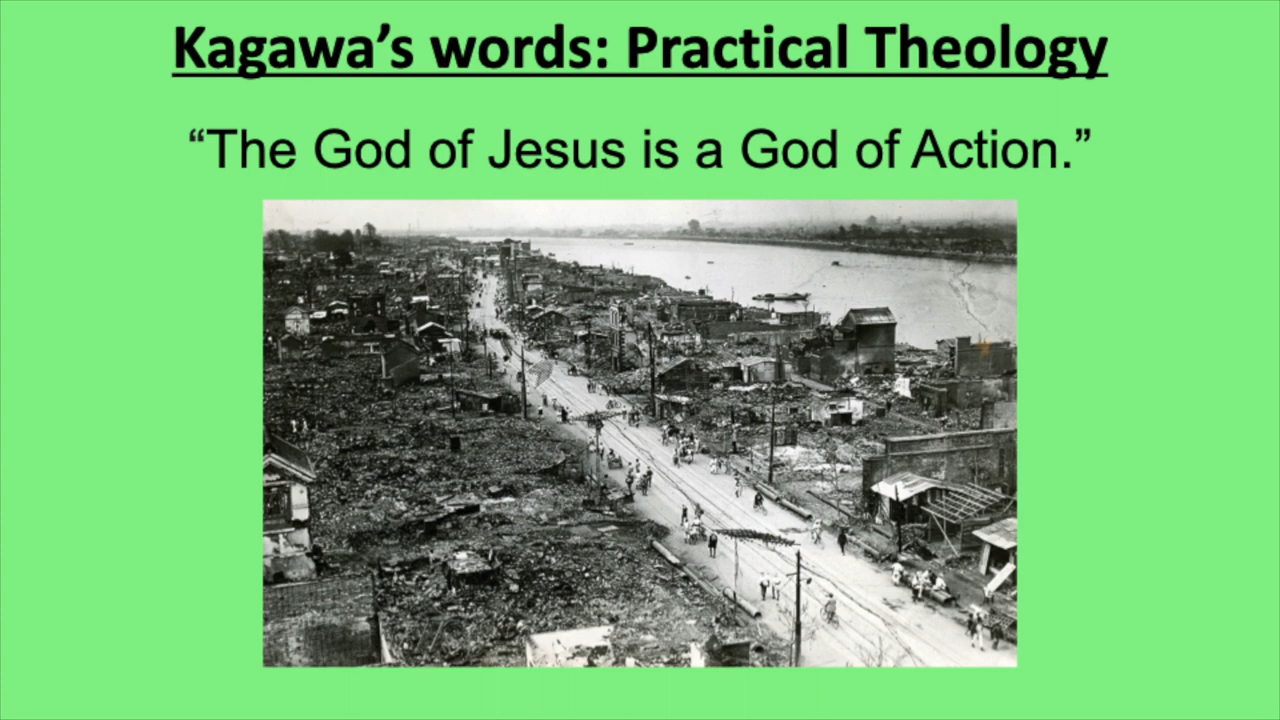 Kagawa’s words: Practical Theology
“The God of Jesus is a God of Action.”